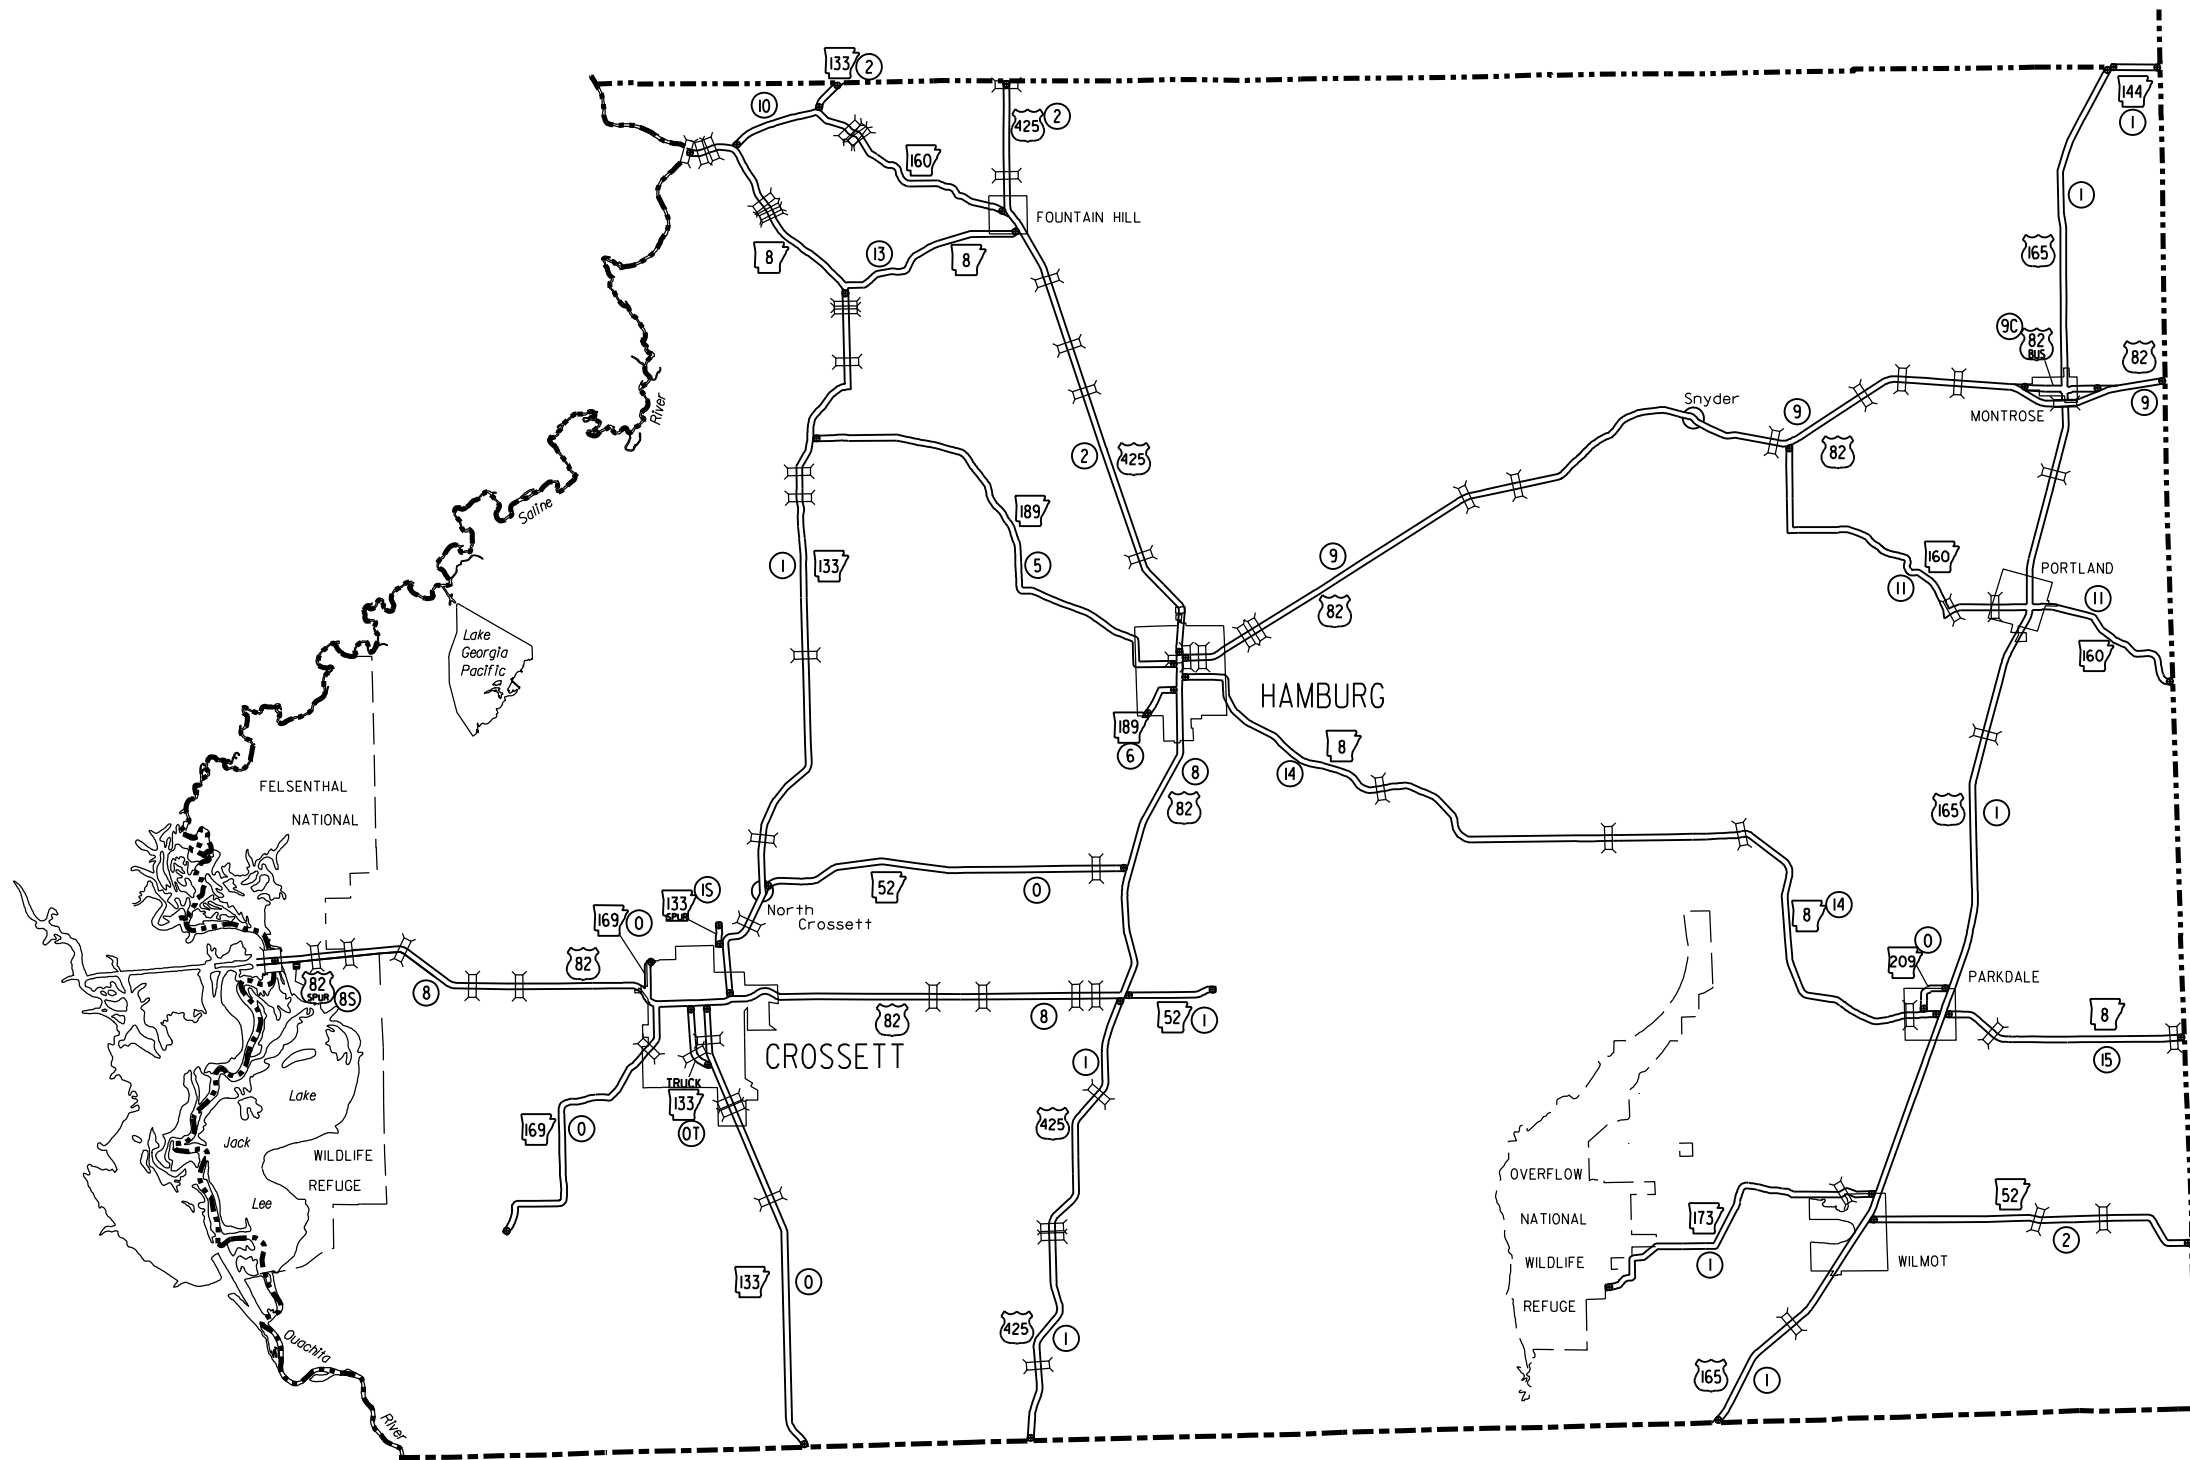 133 2
144
1
10
425 2
160
1
FOUNTAIN HILL
8
13
8
165
9C
82
BUS
82
9
MONTROSE
Snyder
9
82
River
2
425
Saline
189
1
133
5
9
82
160
11
PORTLAND
11
160
Lake
Georgia
Pacific
HAMBURG
189
6
8
82
8
14
165
1
FELSENTHAL
NATIONAL
52
0
133
SPUR
1S
North
Crossett
169 0
82
8
82
SPUR
8S
82
8
52 1
8 14
209
0
PARKDALE
8
15
CROSSETT
TRUCK
133
0T
169 0
1
425
Lake
Jack
Lee
WILDLIFE
REFUGE
OVERFLOW
NATIONAL
WILDLIFE
REFUGE
173
1
52
2
WILMOT
133 0
425 1
165 1
Ouachita
River